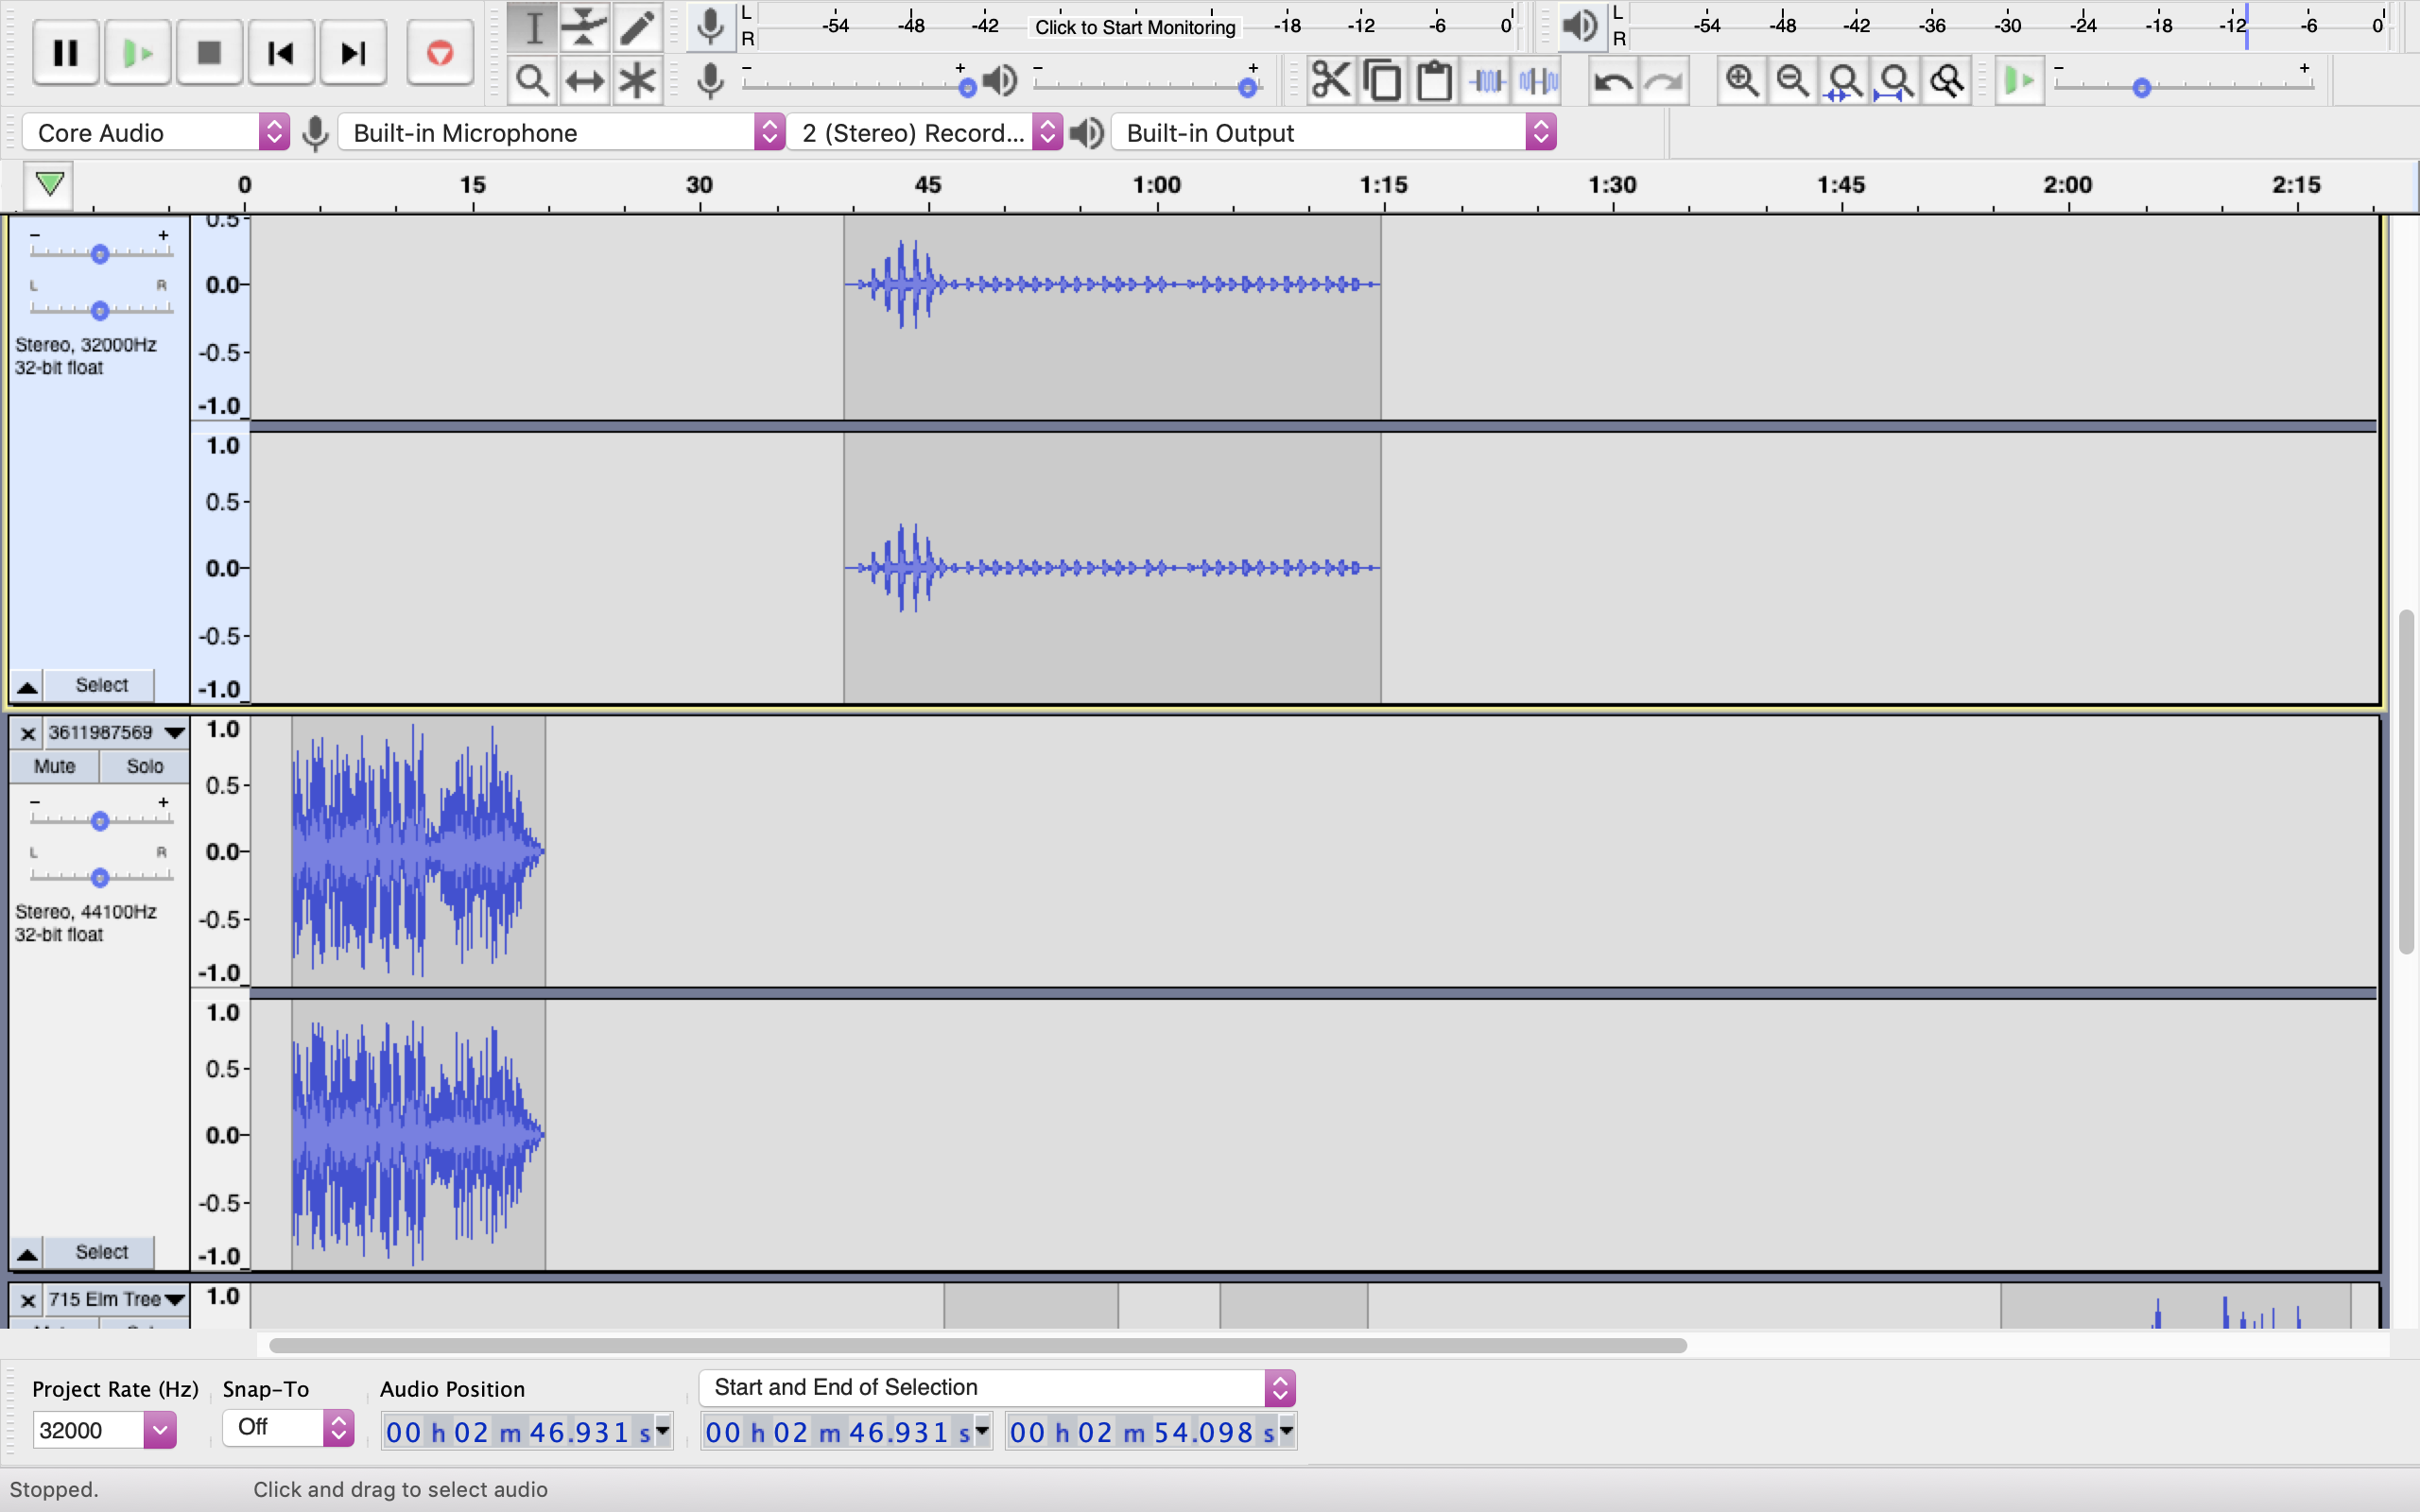 L R -54 -48 -42 Click to Start Monitoring -18 -12 -6 0
L R -54 -48 -42 -36 -30 -24 -18 -12 -6 0
- + - + - +
Core Audio Built-in Microphone 2 (Stereo) Record... Built-in Output
0 15 30 45 1:00 1:15 1:30 1:45 2:00 2:15
0.5
- +
L R
0.0
Stereo, 32000Hz
-0.5
32-bit float
-1.0
1.0
0.5
0.0
-0.5
Select
-1.0
3611987569 1.0
Mute Solo
0.5
- +
L R
0.0
Stereo, 44100Hz
-0.5
32-bit float
-1.0
1.0
0.5
0.0
-0.5
Select
-1.0
715 Elm Tree 1.0
Project Rate (Hz) Snap-To Audio Position Start and End of Selection
32000 Off 00 h 02 m 46.931 s 00 h 02 m 46.931 s 00 h 02 m 54.098 s
Stopped. Click and drag to select audio